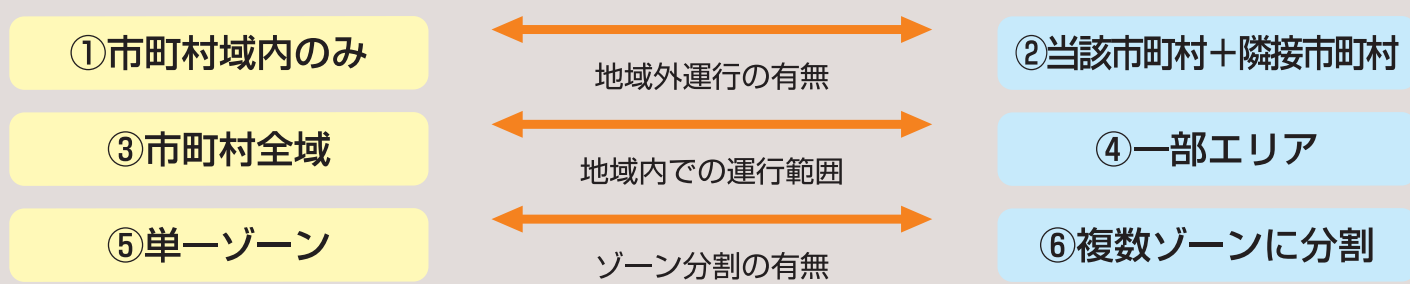 ①市町村域内のみ
地域外運行の有無
②当該市町村＋隣接市町村
③市町村全域
地域内での運行範囲
④一部エリア
⑤単一ゾーン
ゾーン分割の有無
⑥複数ゾーンに分割